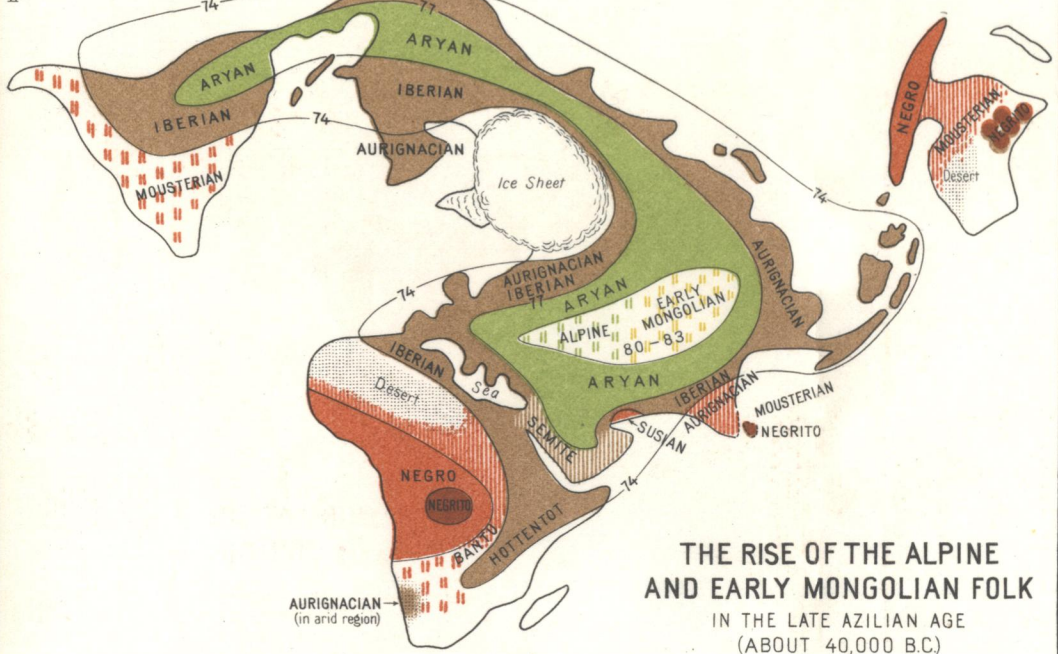 74
77
ARYAN
ARYAN
IBERIAN
IBERIAN
74
AURIGNACIAN
MOUSTERIAN
Ice Sheet
74
NEGRO
MOUSTERIAN
NEGRITO
Desert
AURIGNACIAN
IBERIAN
77
ARYAN
AURIGNACIAN
74
EARLY
MONGOLIAN
ALPINE
80-83
IBERIAN
Sea
Desert
ARYAN
IBERIAN
AURIGNACIAN
MOUSTERIAN
NEGRITO
SEMITE
SUSIAN
74
NEGRO
NEGRITO
BANTU
HOTTENTOT
AURIGNACIAN
(in arid region)
THE RISE OF THE ALPINE
AND EARLY MONGOLIAN FOLK
IN THE LATE AZILIAN AGE
(ABOUT 40,000 B.C.)